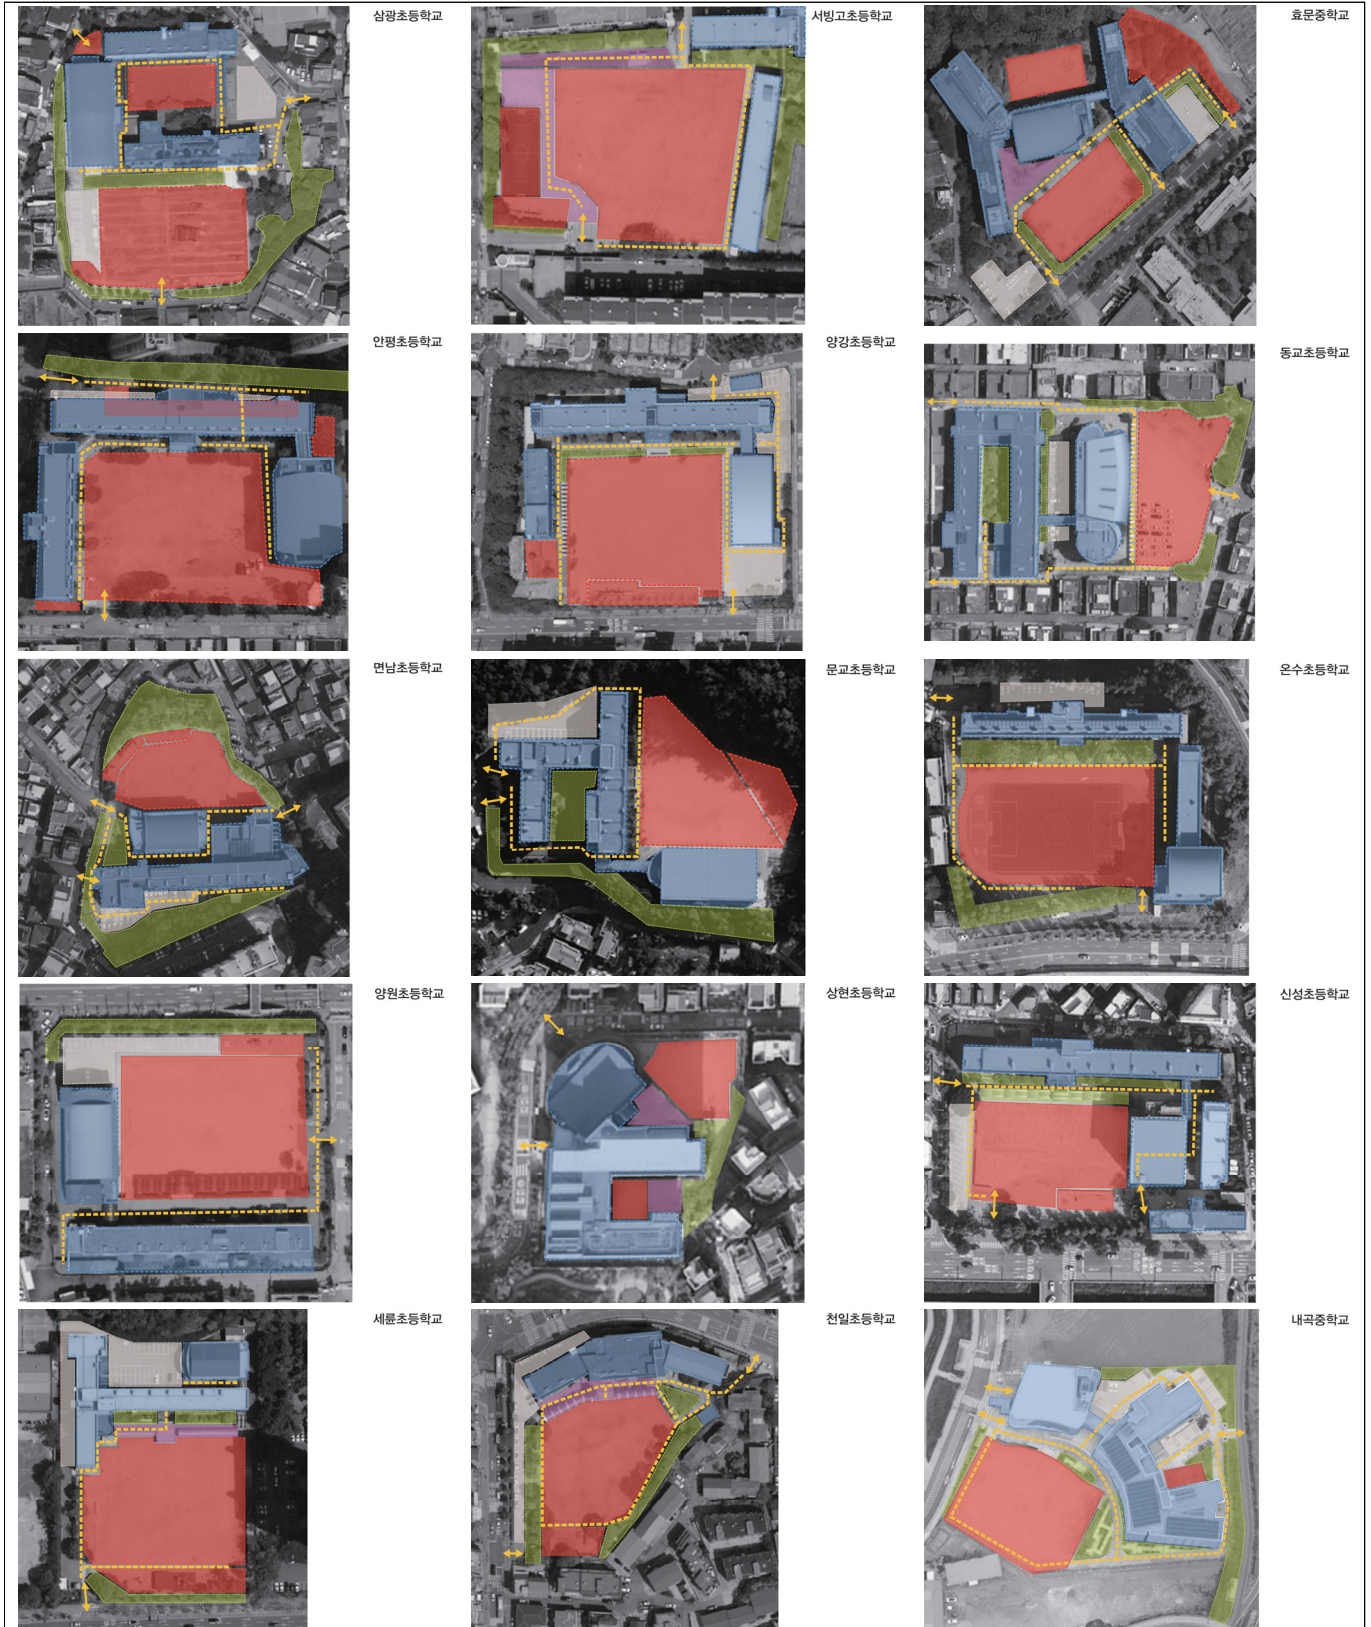 삼광초등학교
서빙고초등학교
효문중학교
안평초등학교
양강초등학교
동교초등학교
면남초등학교
문교초등학교
온수초등학교
양원초등학교
상현초등학교
신성초등학교
세륜초등학교
천일초등학교
내곡중학교